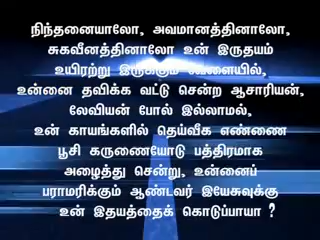 நிந்தனையாலோ, அவமானத்தினாலோ,
சுகவீனத்தினாலோ உன் இருதயம்
உயிரற்று இருக்கும் வேளையில்,
உன்னை தவிக்க வட்டு சென்ற ஆசாரியன்,
லேவியன் போல் இல்லாமல்,
உன் காயங்களில் தெய்வீக எண்ணை
பூசி கருணையோடு பத்திரமாக
அழைத்து சென்று, உன்னைப்
பராமரிக்கும் ஆண்டவர் இயேசுவுக்கு
உன் இதயத்தைக் கொடுப்பாயா ?